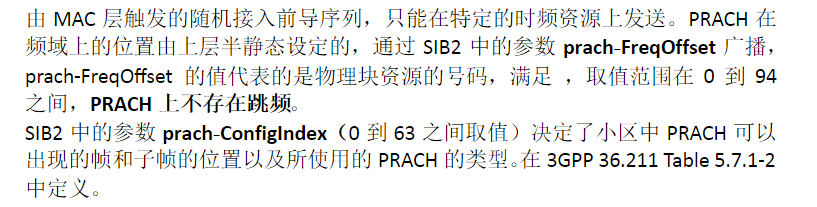 由 MAC 层触发的随机接入前导序列，只能在特定的时频资源上发送。PRACH 在
频域上的位置由上层半静态设定的，通过 SIB2 中的参数 prach-FreqOffset 广播，
prach-FreqOffset 的值代表的是物理块资源的号码，满足 ，取值范围在 0 到 94
之间，PRACH 上不存在跳频。
SIB2 中的参数 prach-ConfigIndex（0 到 63 之间取值）决定了小区中 PRACH 可以
出现的帧和子帧的位置以及所使用的 PRACH 的类型。在 3GPP 36.211 Table 5.7.1-2
中定义。